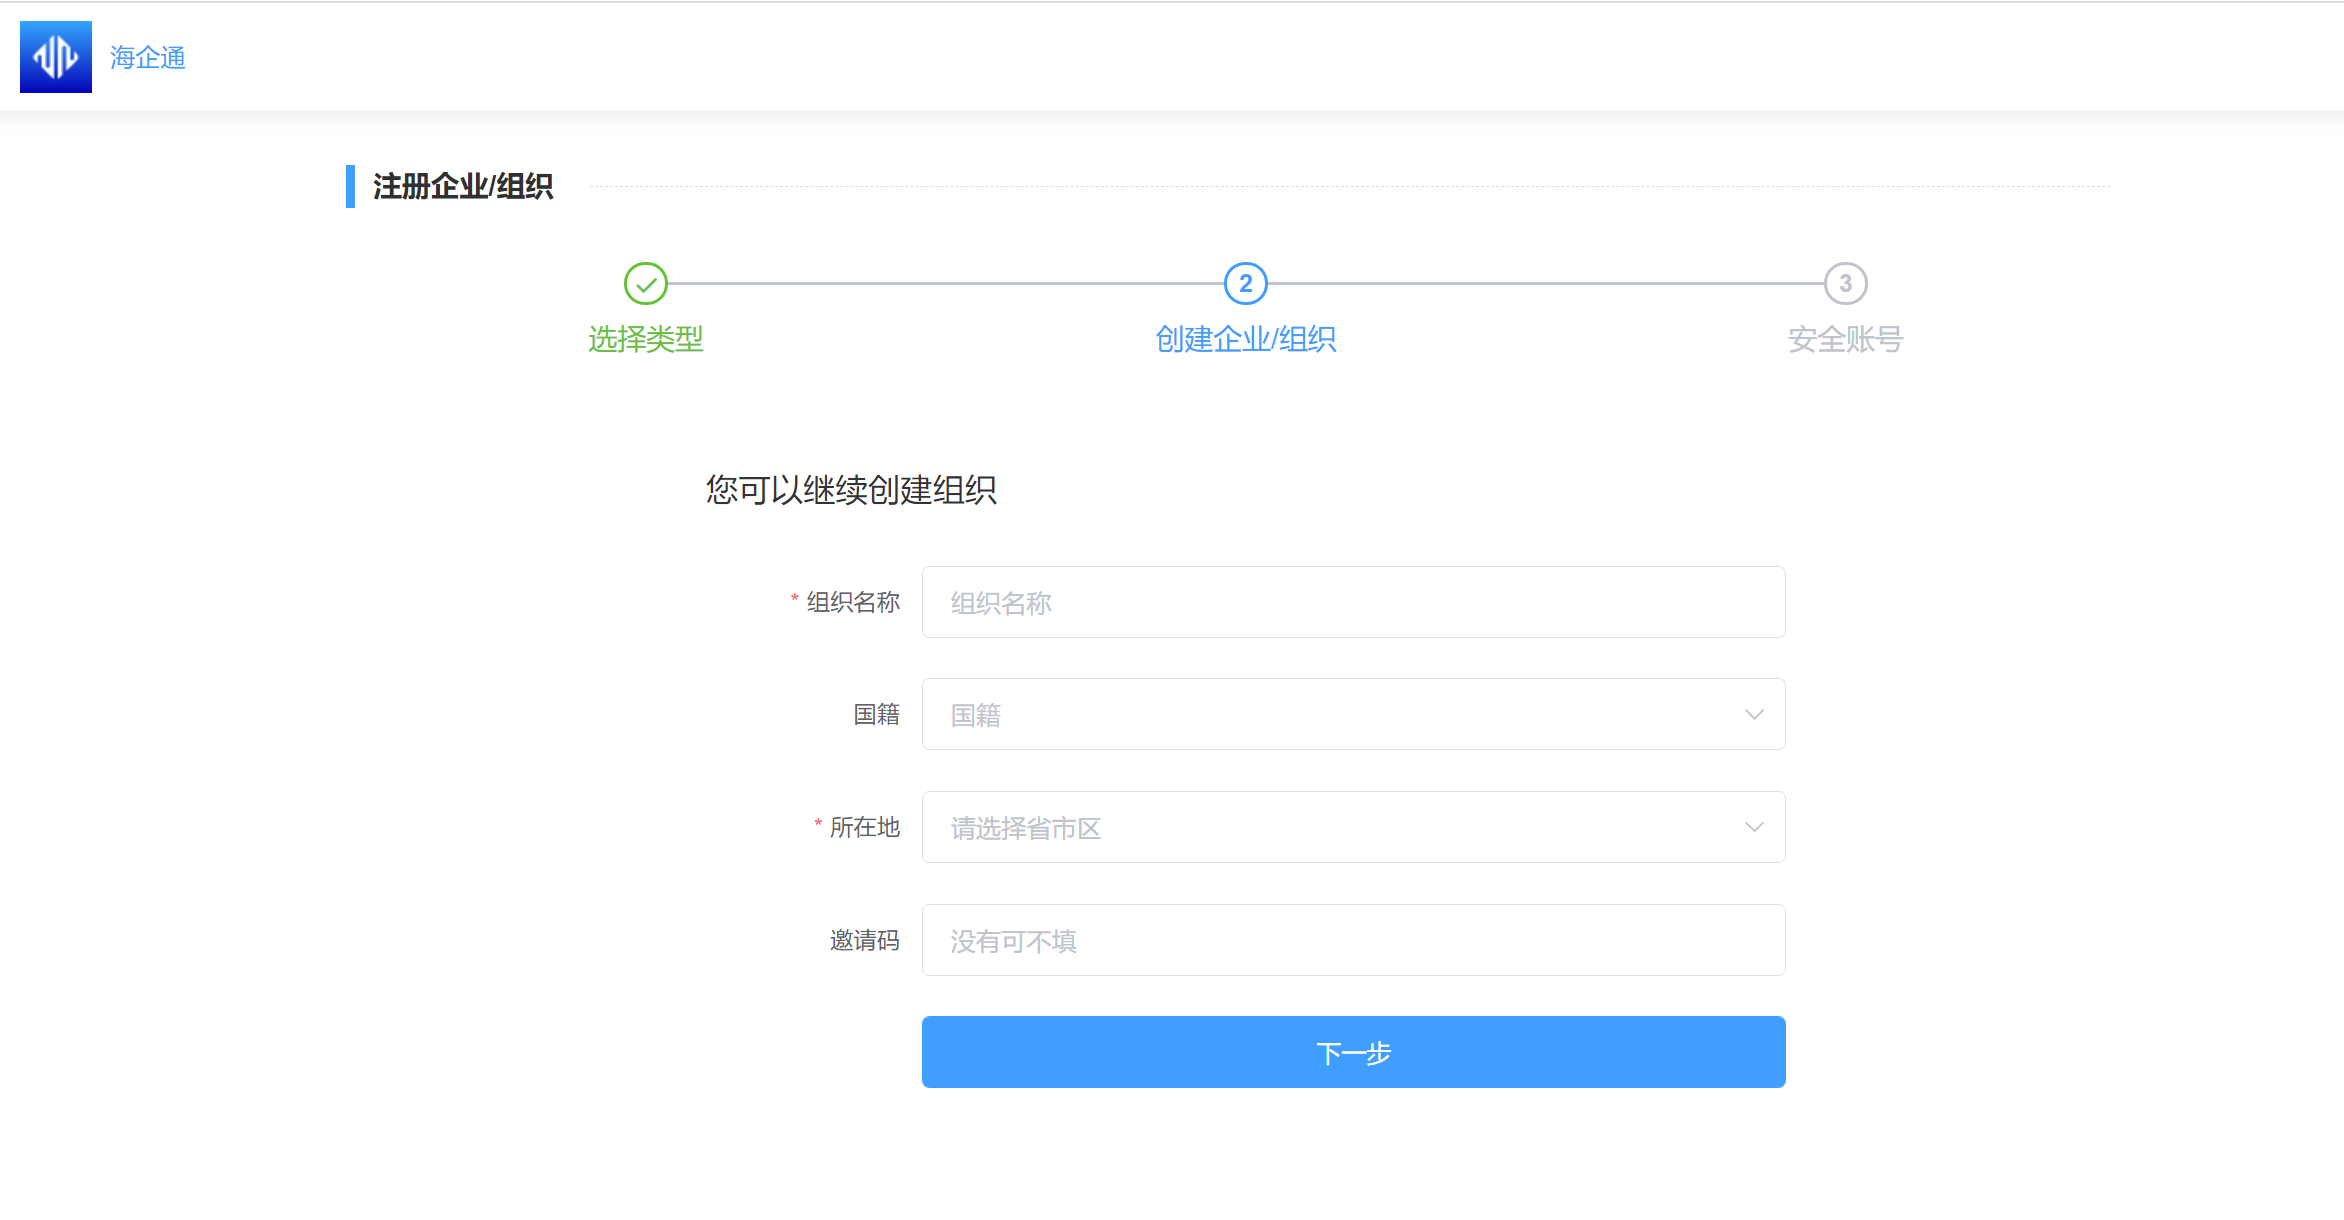 海企通
注册企业/组织
2
3
选择类型
创建企业/组织
安全账号
您可以继续创建组织
* 组织名称
组织名称
国籍
国籍
* 所在地
请选择省市区
邀请码
没有可不填
下一步